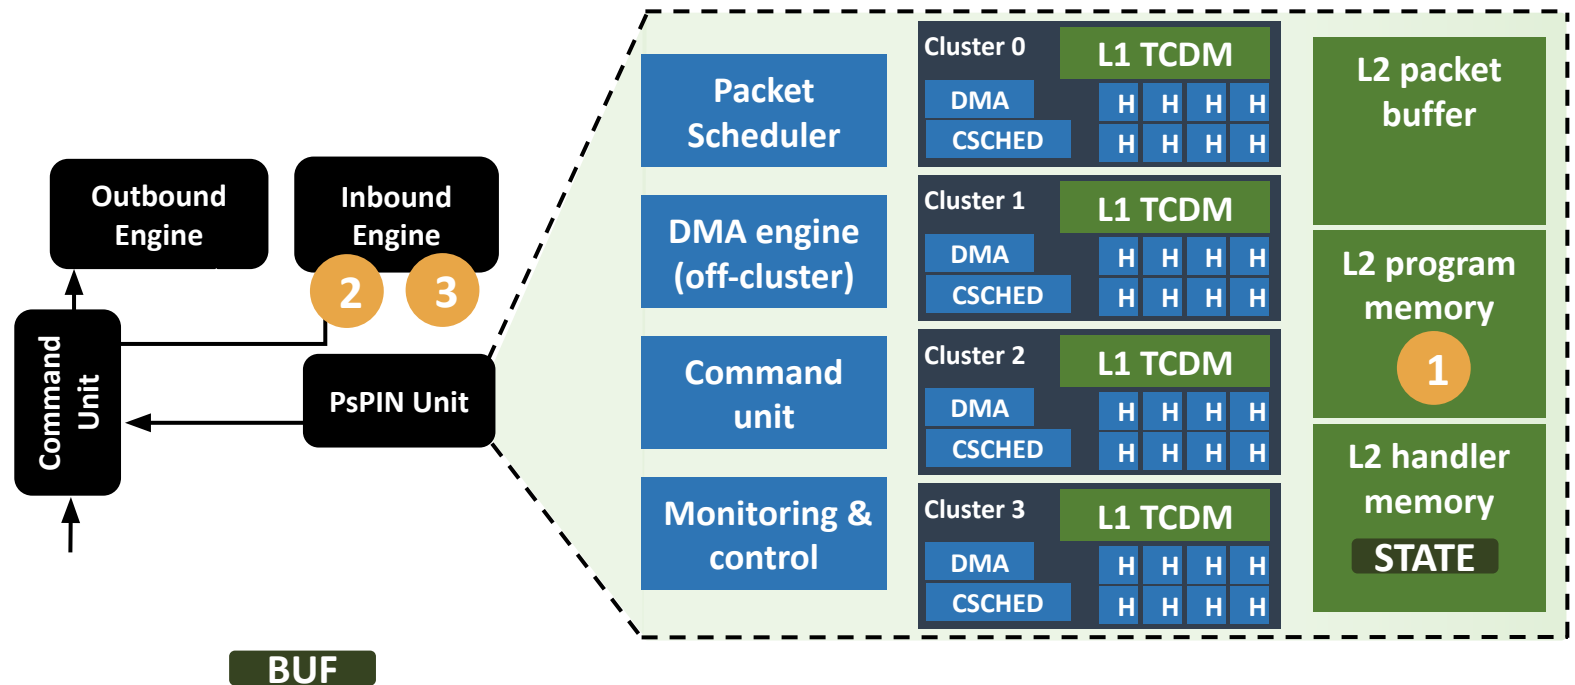 Outbound
Engine
Inbound
Engine
2
3
Command
Unit
PsPIN Unit
BUF
Packet
Scheduler
DMA engine
(off-cluster)
Command
unit
Monitoring &
control
Cluster 0
L1 TCDM
DMA
H H H H
CSCHED
H H H H
Cluster 1
L1 TCDM
DMA
H H H H
CSCHED
H H H H
Cluster 2
L1 TCDM
DMA
H H H H
CSCHED
H H H H
Cluster 3
L1 TCDM
DMA
H H H H
CSCHED
H H H H
L2 packet
buffer
L2 program
memory
1
L2 handler
memory
STATE